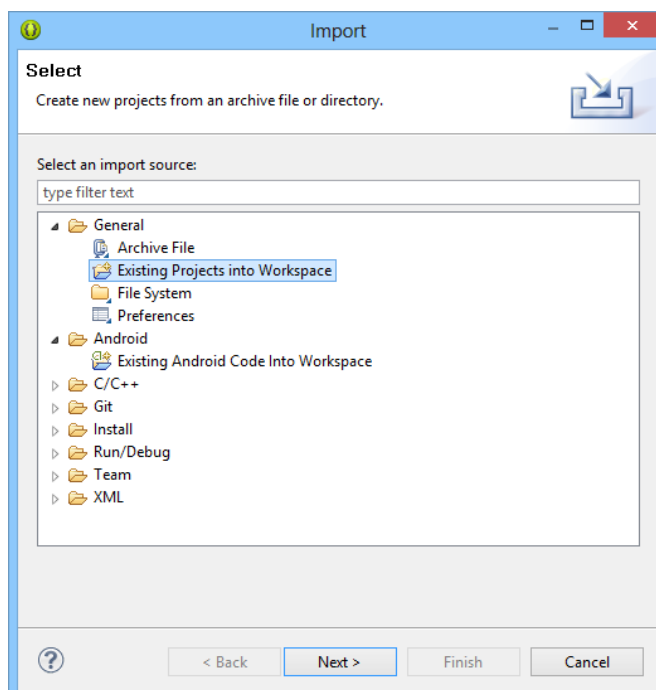 Import
Select
Create new projects from an archive file or directory.
Select an import source:
type filter text
General
Archive File
Existing Projects into Workspace
File System
Preferences
Android
Existing Android Code Into Workspace
C/C++
Git
Install
Run/Debug
Team
XML
?
< Back Next > Finish Cancel